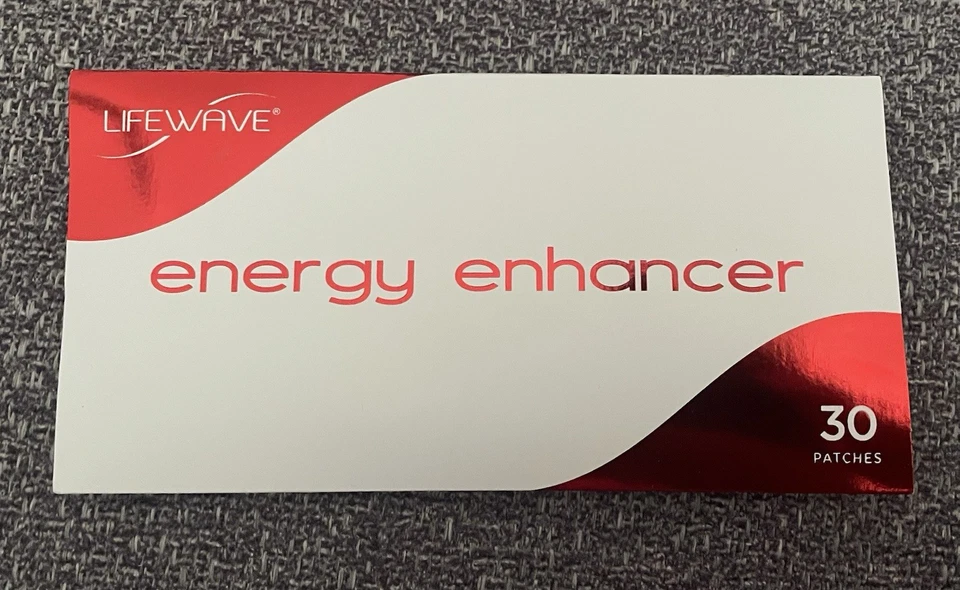 LIFEWAVE®
energy enhancer
30
PATCHES